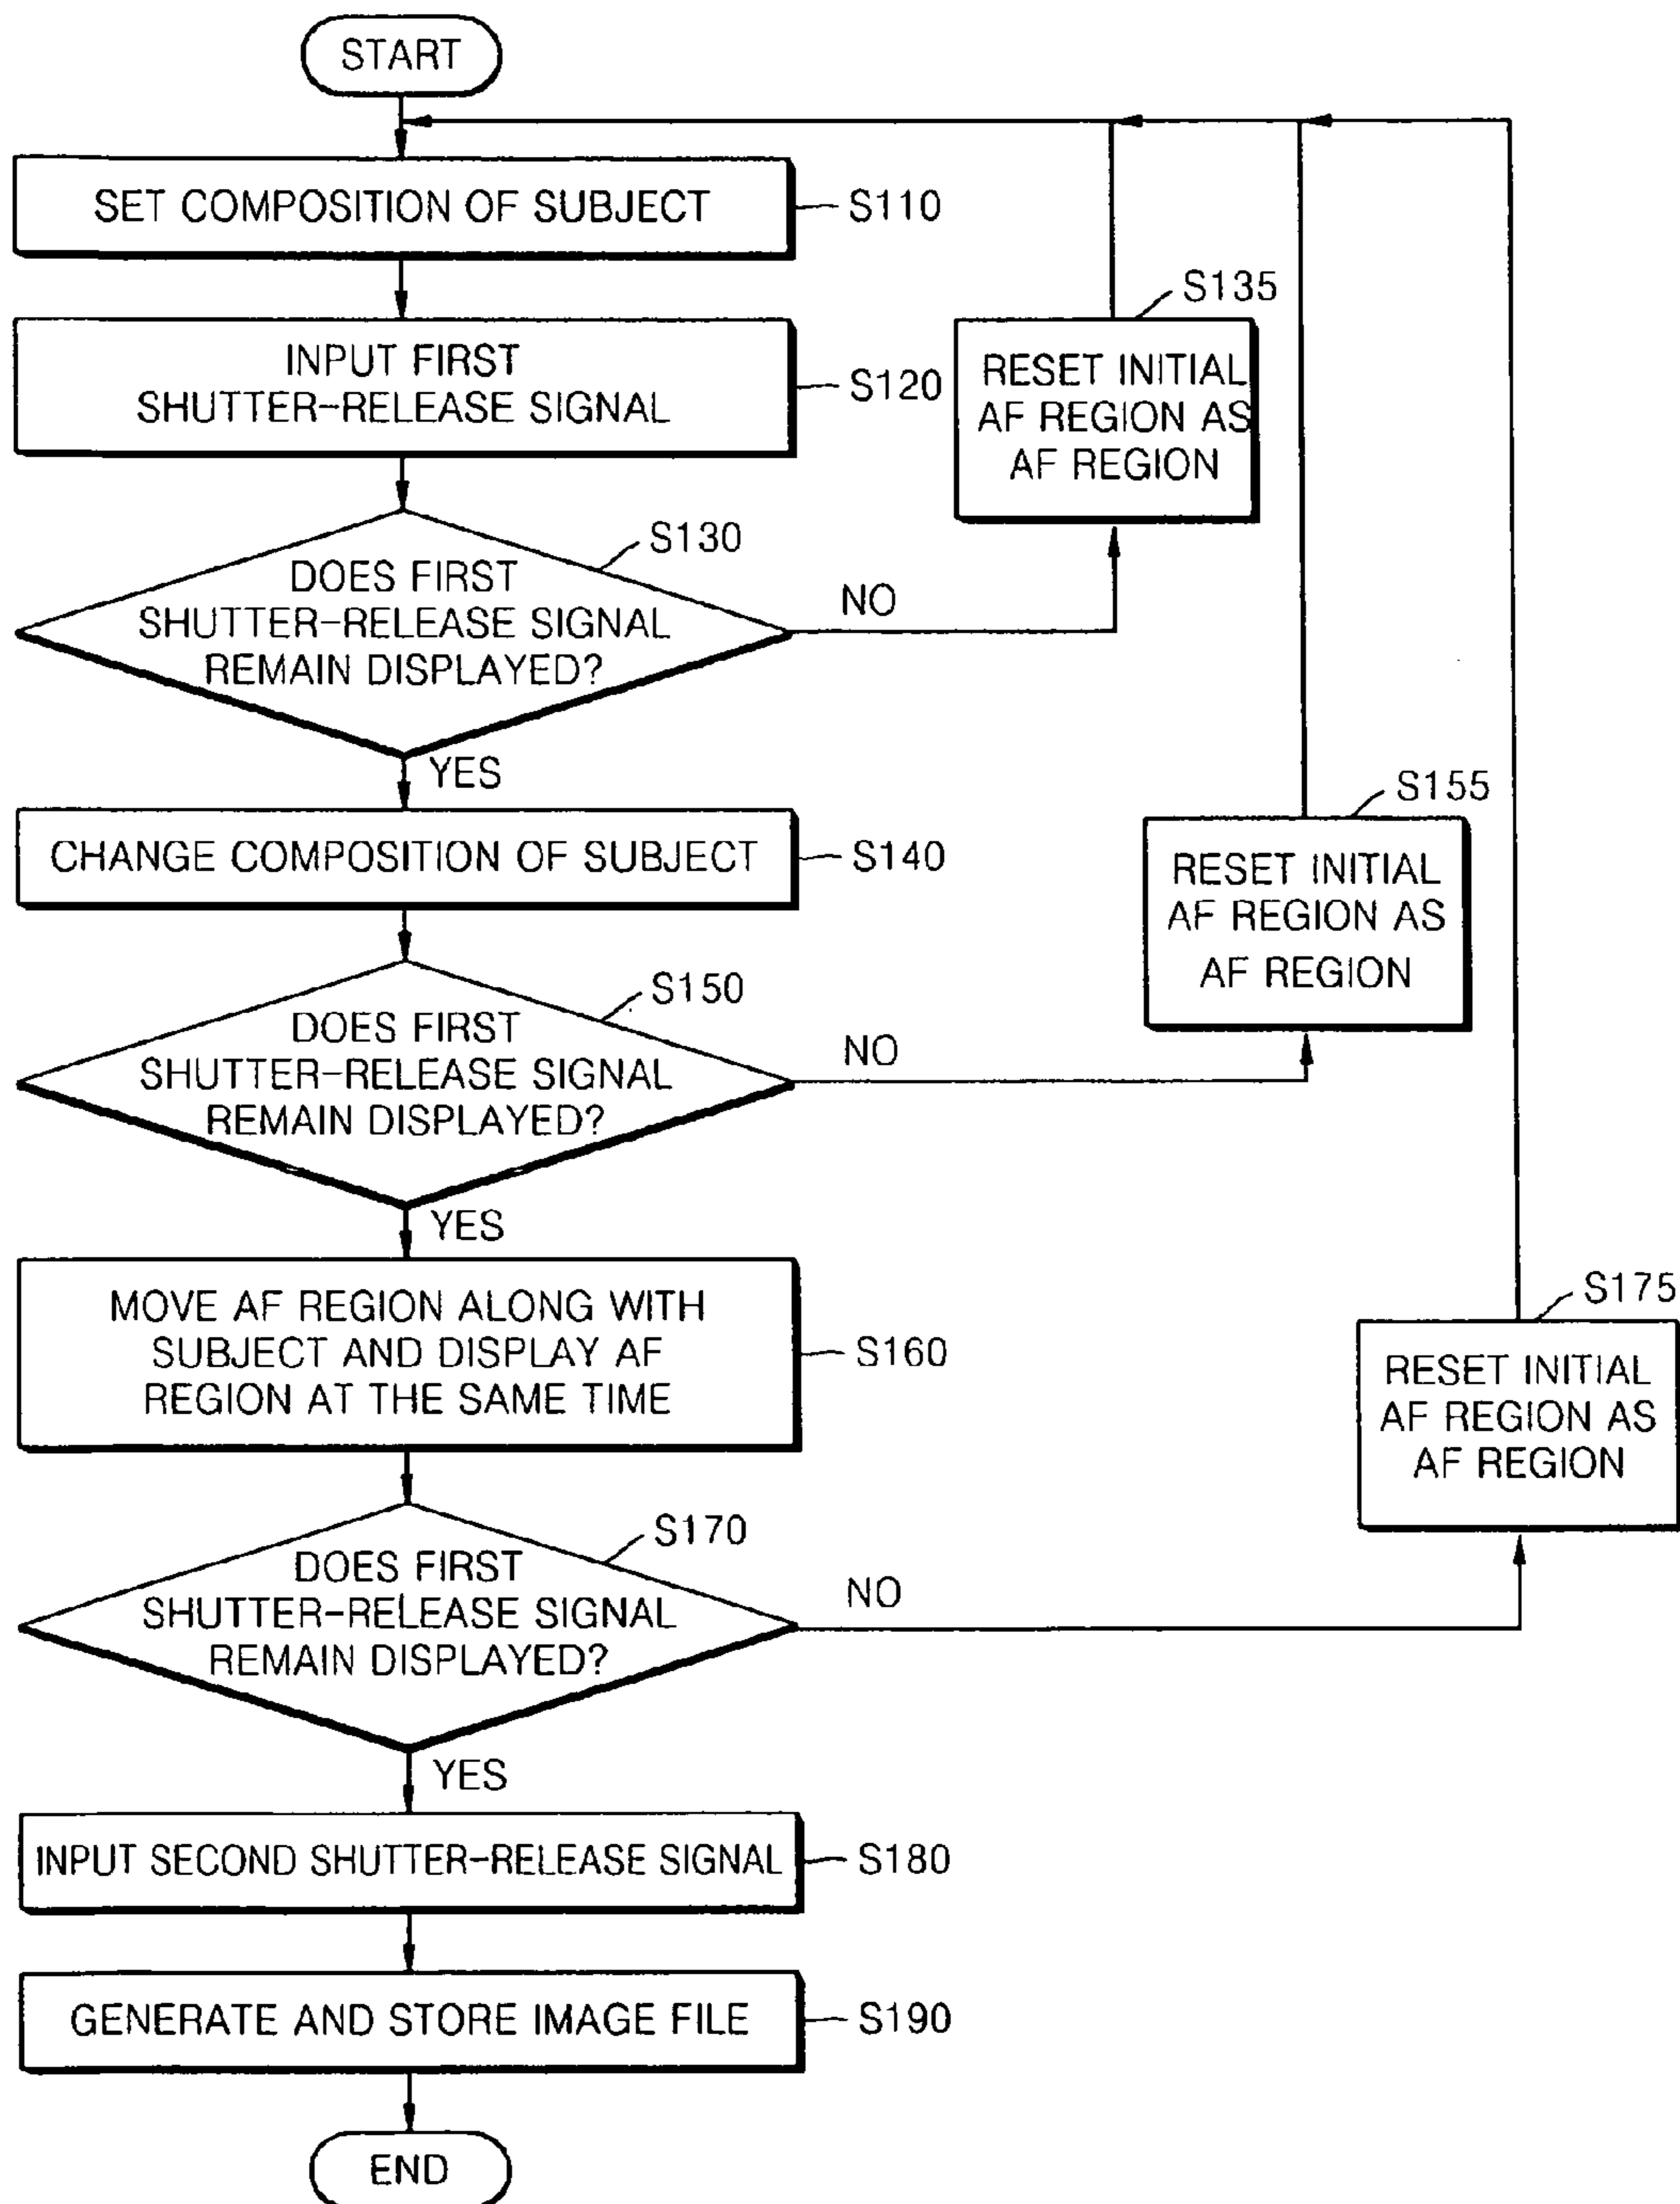 START
SET COMPOSITION OF SUBJECT
S110
INPUT FIRST
SHUTTER-RELEASE SIGNAL
S120
S135
RESET INITIAL
AF REGION AS
AF REGION
S130
DOES FIRST
SHUTTER-RELEASE SIGNAL
REMAIN DISPLAYED?
NO
YES
CHANGE COMPOSITION OF SUBJECT
S140
S155
RESET INITIAL
AF REGION AS
AF REGION
S150
DOES FIRST
SHUTTER-RELEASE SIGNAL
REMAIN DISPLAYED?
NO
YES
MOVE AF REGION ALONG WITH
SUBJECT AND DISPLAY AF
REGION AT THE SAME TIME
S160
S175
RESET INITIAL
AF REGION AS
AF REGION
S170
DOES FIRST
SHUTTER-RELEASE SIGNAL
REMAIN DISPLAYED?
NO
YES
INPUT SECOND SHUTTER-RELEASE SIGNAL
S180
GENERATE AND STORE IMAGE FILE
S190
END